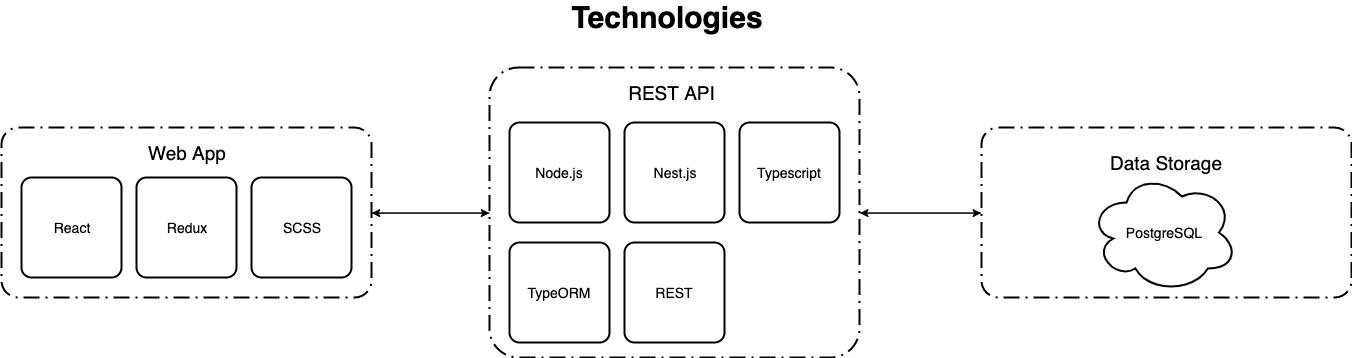 Technologies
Web App
React
Redux
SCSS
REST API
Node.js
Nest.js
Typescript
TypeORM
REST
Data Storage
PostgreSQL